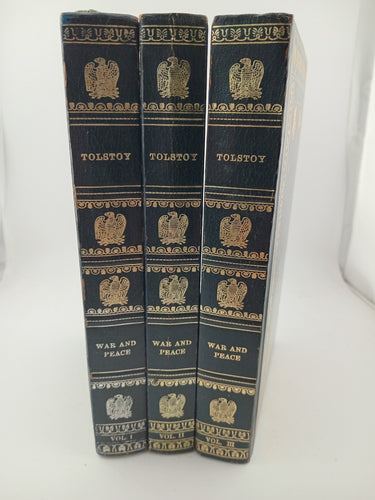 TOLSTOY
WAR AND
PEACE
VOL. I
TOLSTOY
WAR AND
PEACE
VOL. II
TOLSTOY
WAR AND
PEACE
VOL. III